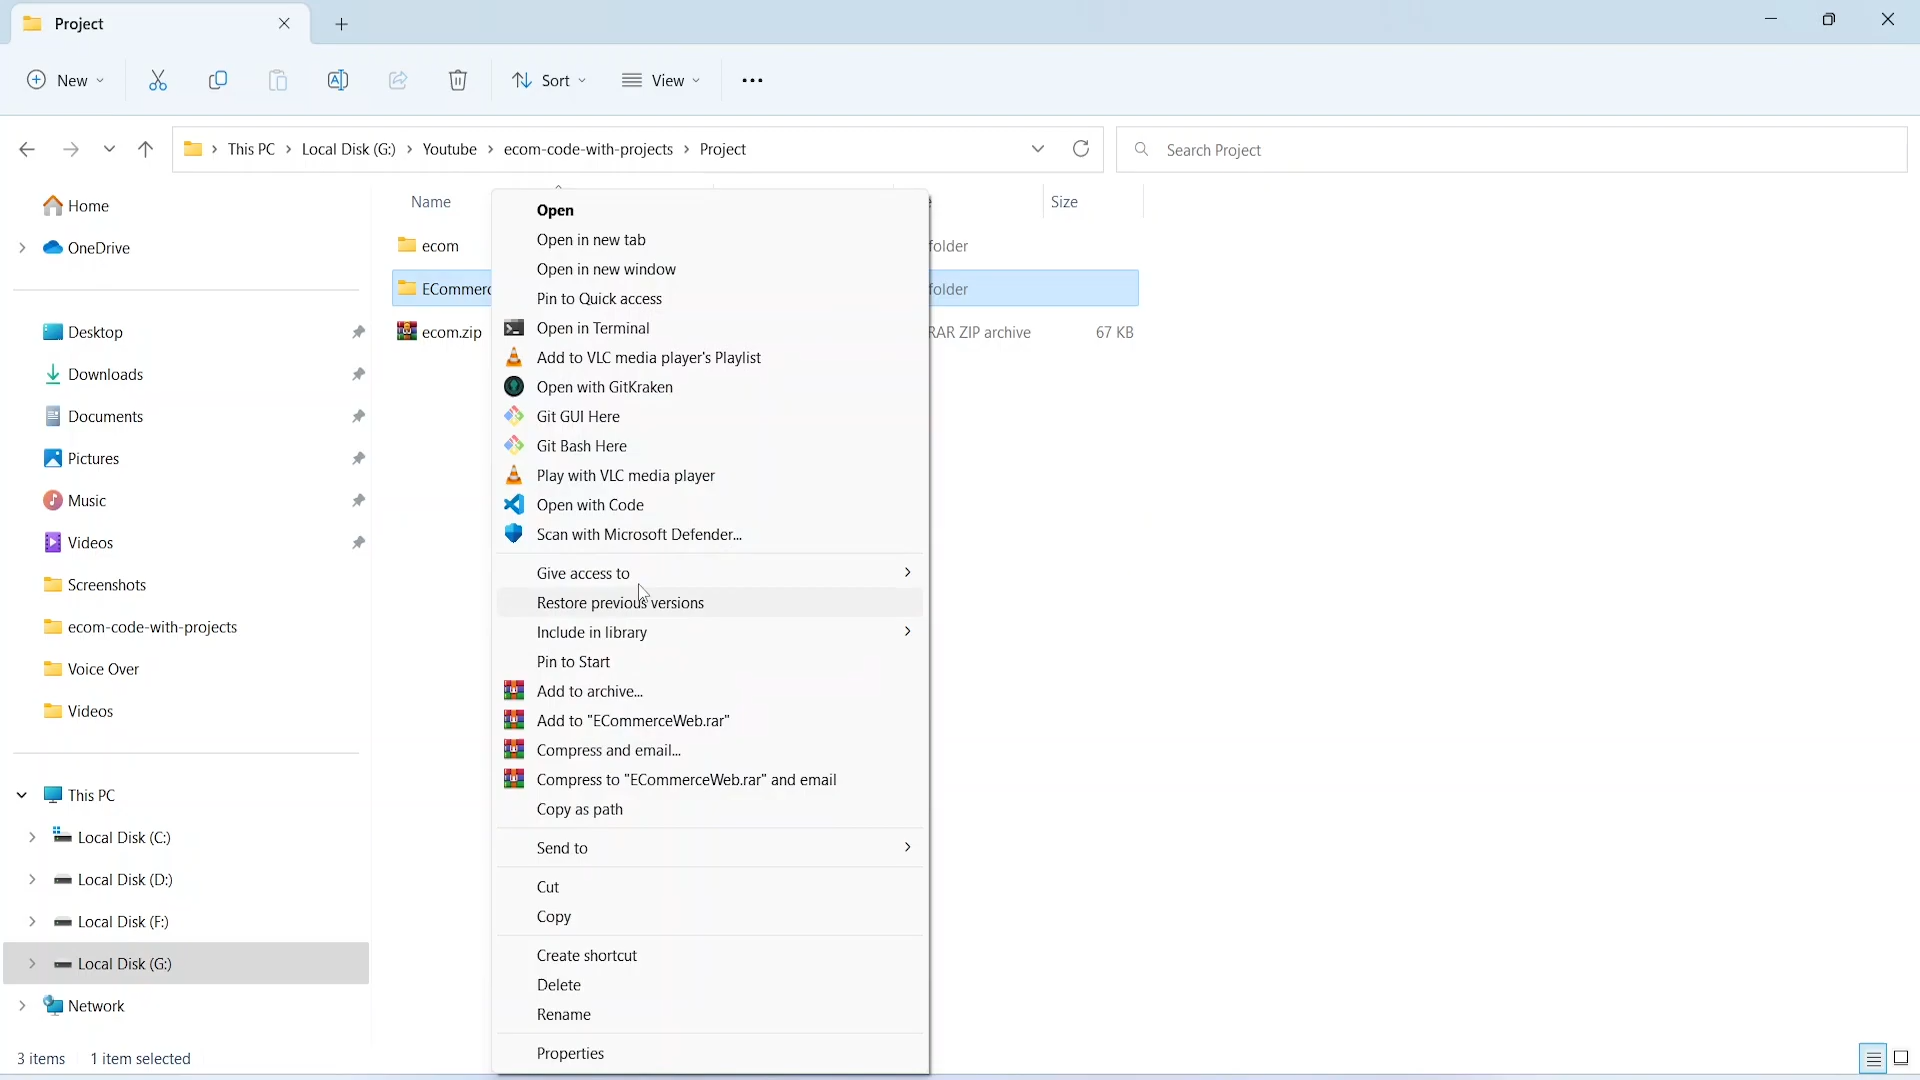 Project
New
Sort
View
This PC
Local Disk (G:)
Youtube
ecom-code-with-projects
Project
Search Project
Home
OneDrive
Desktop
Downloads
Documents
Pictures
Music
Videos
Screenshots
ecom-code-with-projects
Voice Over
Videos
This PC
Local Disk (C:)
Local Disk (D:)
Local Disk (F:)
Local Disk (G:)
Network
Name
Size
ecom
folder
ECommerc
folder
ecom.zip
RAR ZIP archive
67 KB
Open
Open in new tab
Open in new window
Pin to Quick access
Open in Terminal
Add to VLC media player's Playlist
Open with GitKraken
Git GUI Here
Git Bash Here
Play with VLC media player
Open with Code
Scan with Microsoft Defender...
Give access to
Restore previous versions
Include in library
Pin to Start
Add to archive...
Add to "ECommerceWeb.rar"
Compress and email...
Compress to "ECommerceWeb.rar" and email
Copy as path
Send to
Cut
Copy
Create shortcut
Delete
Rename
Properties
3 items
1 item selected